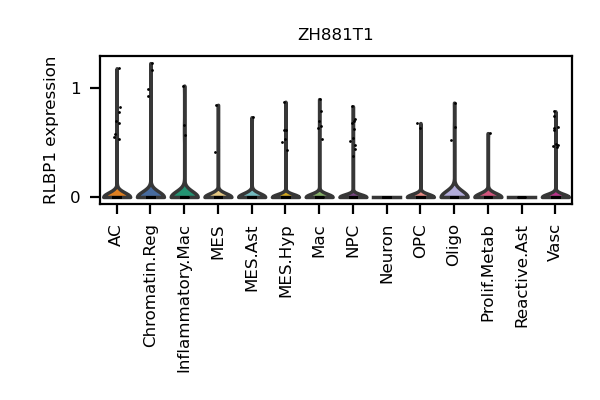 ZH881T1
RLBP1 expression
1
0
AC
Chromatin.Reg
Inflammatory.Mac
MES
MES.Ast
MES.Hyp
Mac
NPC
Neuron
OPC
Oligo
Prolif.Metab
Reactive.Ast
Vasc